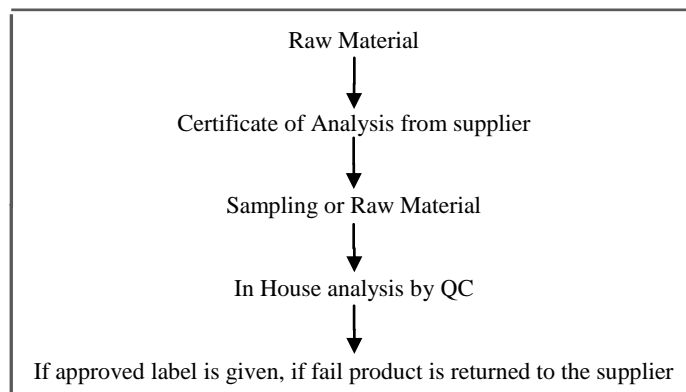 Raw Material
Certificate of Analysis from supplier
Sampling or Raw Material
In House analysis by QC
If approved label is given, if fail product is returned to the supplier